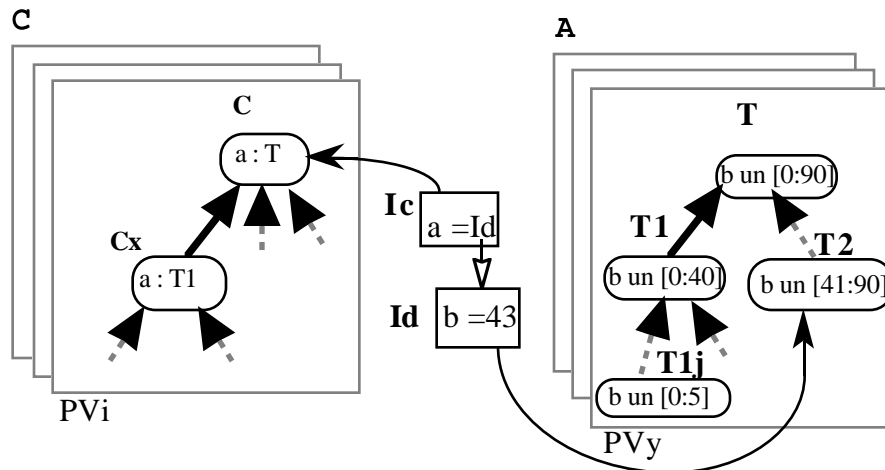 C
C
a : T
Cx
a : T1
PVi
Ic
a =Id
Id
b =43
A
T
b un [0:90]
T1
T2
b un [0:40]
b un [41:90]
T1j
b un [0:5]
PVy